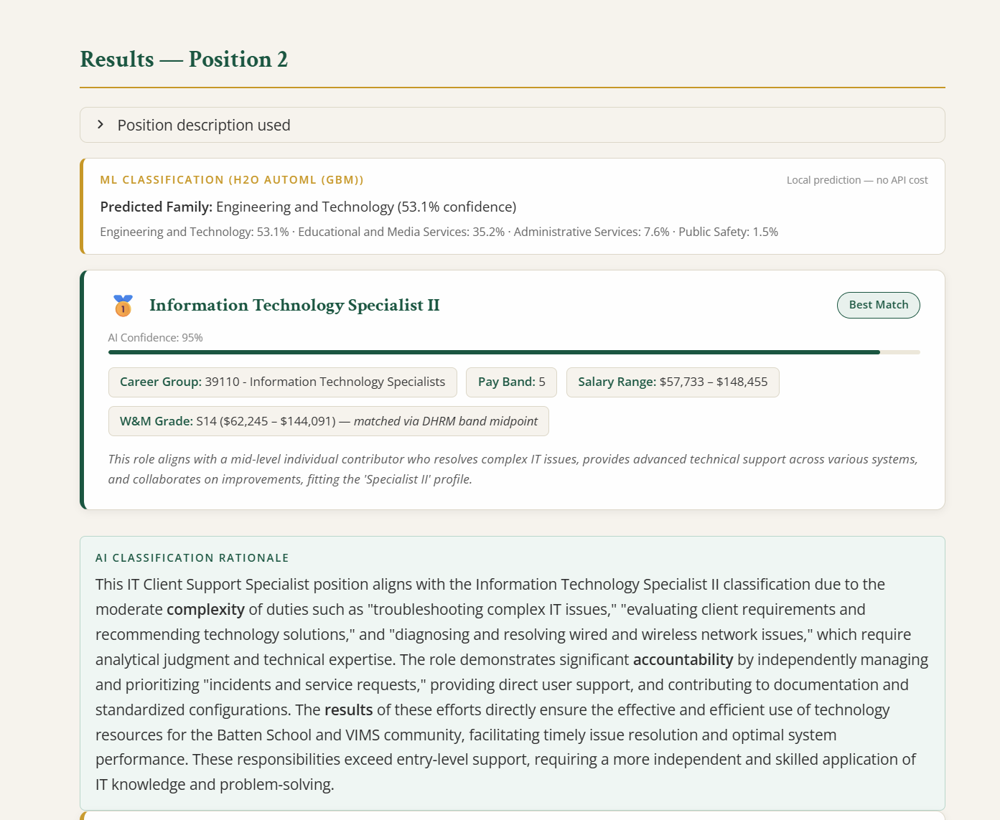 Results — Position 2
Position description used
ML CLASSIFICATION (H2O AUTOML (GBM))
Local prediction — no API cost
Predicted Family: Engineering and Technology (53.1% confidence)
Engineering and Technology: 53.1% · Educational and Media Services: 35.2% · Administrative Services: 7.6% · Public Safety: 1.5%
1
Information Technology Specialist II
Best Match
AI Confidence: 95%
Career Group: 39110 - Information Technology Specialists
Pay Band: 5
Salary Range: $57,733 – $148,455
W&M Grade: S14 ($62,245 – $144,091) — matched via DHRM band midpoint
This role aligns with a mid-level individual contributor who resolves complex IT issues, provides advanced technical support across various systems,
and collaborates on improvements, fitting the 'Specialist II' profile.
AI CLASSIFICATION RATIONALE
This IT Client Support Specialist position aligns with the Information Technology Specialist II classification due to the
moderate complexity of duties such as "troubleshooting complex IT issues," "evaluating client requirements and
recommending technology solutions," and "diagnosing and resolving wired and wireless network issues," which require
analytical judgment and technical expertise. The role demonstrates significant accountability by independently managing
and prioritizing "incidents and service requests," providing direct user support, and contributing to documentation and
standardized configurations. The results of these efforts directly ensure the effective and efficient use of technology
resources for the Batten School and VIMS community, facilitating timely issue resolution and optimal system
performance. These responsibilities exceed entry-level support, requiring a more independent and skilled application of
IT knowledge and problem-solving.